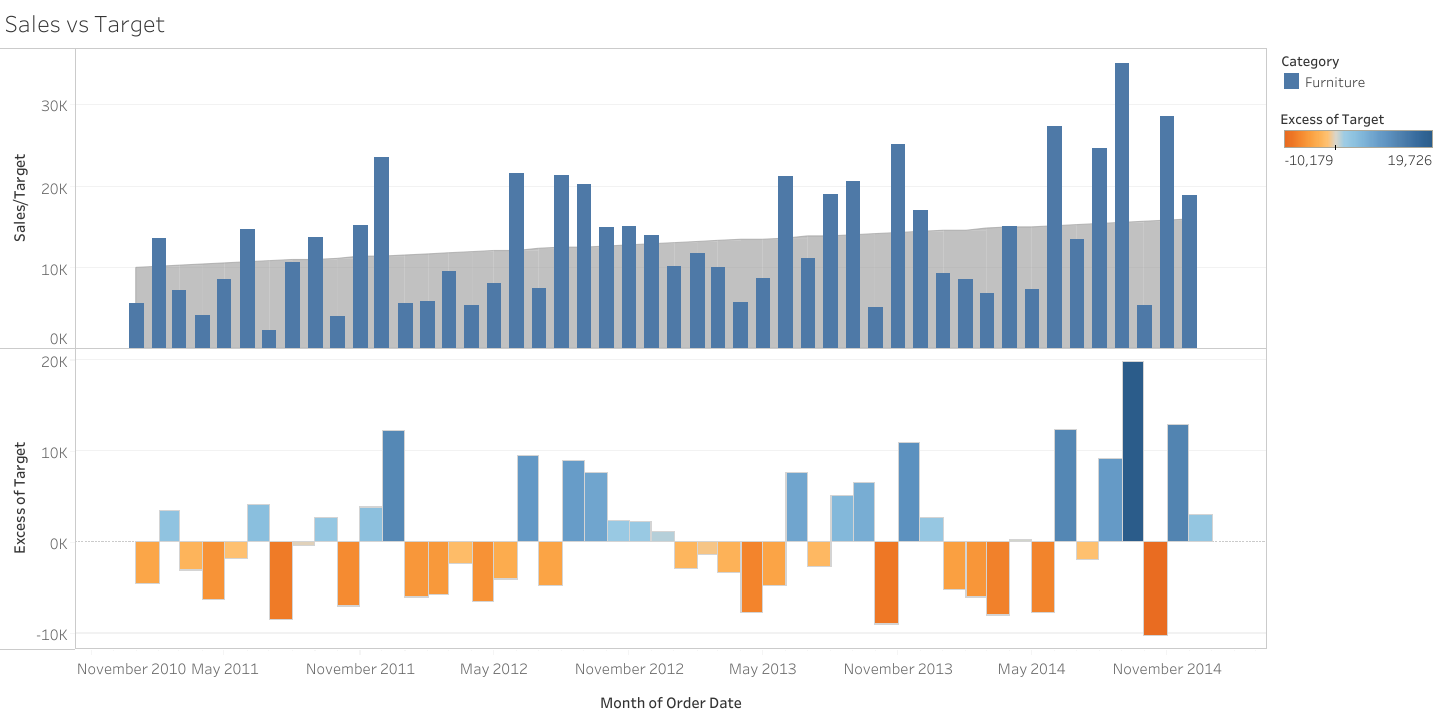 Sales vs Target
Sales/Target
30K
20K
10K
0K
Excess of Target
20K
10K
0K
-10K
November 2010 May 2011 November 2011 May 2012 November 2012 May 2013 November 2013 May 2014 November 2014
Month of Order Date
Category
Furniture
Excess of Target
-10,179 19,726